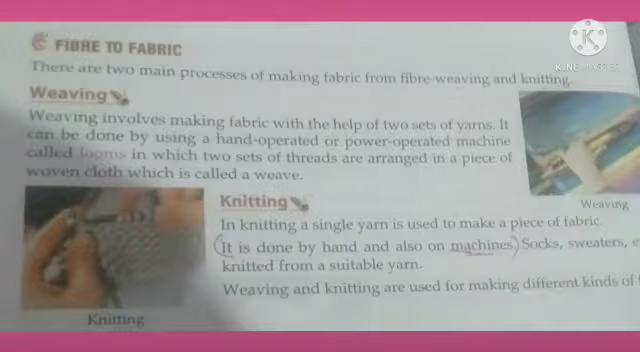 FIBRE TO FABRIC
There are two main processes of making fabric from fibre-weaving and knitting.
Weaving
Weaving involves making fabric with the help of two sets of yarns. It
can be done by using a hand-operated or power-operated machine
called looms in which two sets of threads are arranged in a piece of
woven cloth which is called a weave.
Weaving
Knitting
In knitting a single yarn is used to make a piece of fabric.
It is done by hand and also on machines. Socks, sweaters,
knitted from a suitable yarn.
Weaving and knitting are used for making different kinds of
Knitting
K
KINEMASTER